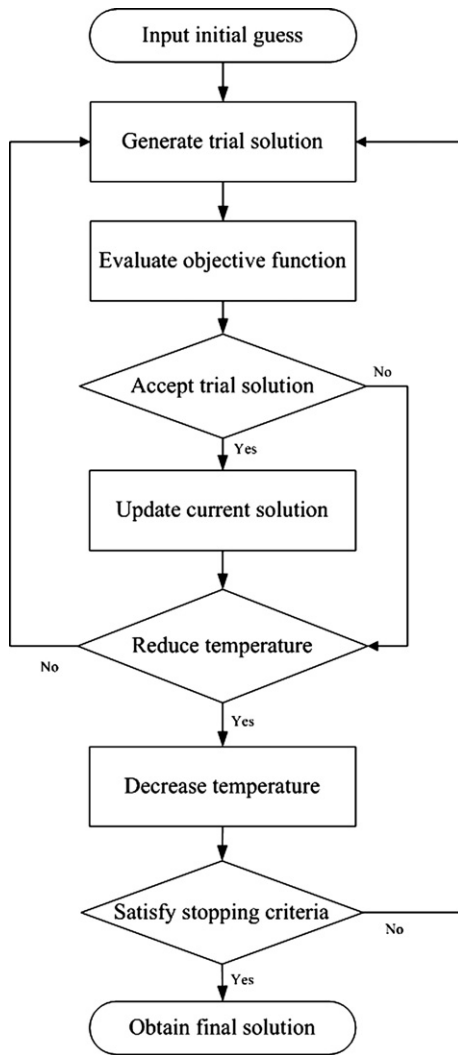 Input initial guess
Generate trial solution
Evaluate objective function
Accept trial solution
No
Yes
Update current solution
Reduce temperature
No
Yes
Decrease temperature
Satisfy stopping criteria
No
Yes
Obtain final solution